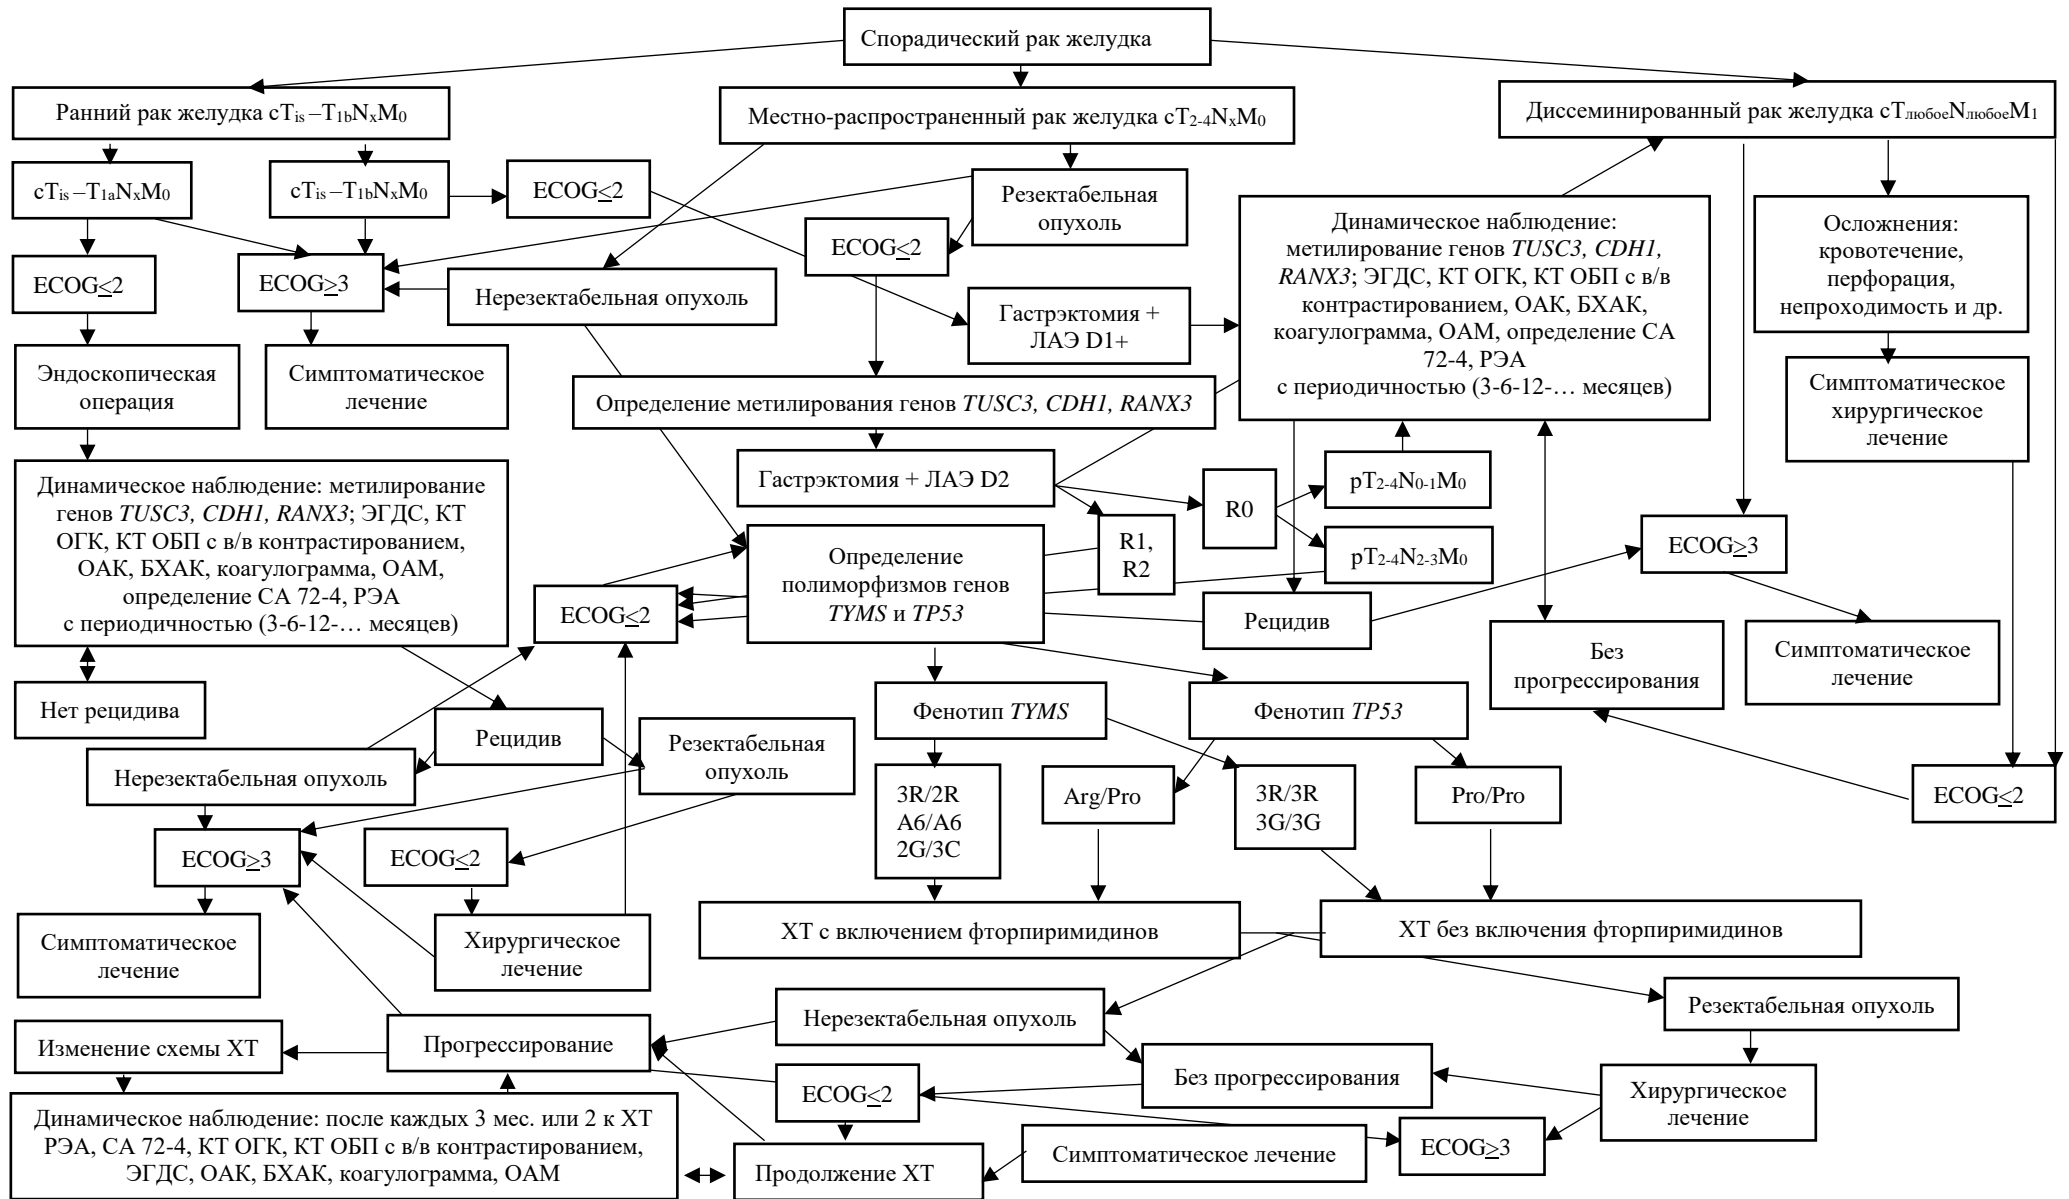 Спорадический рак желудка
Ранний рак желудка cTis–T1bNxM0
Местно-распространенный рак желудка cT2-4NxM0
Диссеминированный рак желудка cTлюбоеNлюбоеM1
cTis–T1aNxM0
cTis–T1bNxM0
ECOG≤2
Резектабельная
опухоль
Динамическое наблюдение:
метилирование генов TUSC3, CDH1,
RANX3; ЭГДС, КТ ОГК, КТ ОБП с в/в
контрастированием, ОАК, БХАК,
коагулограмма, ОАМ, определение СА
72-4, РЭА
с периодичностью (3-6-12-… месяцев)
Осложнения:
кровотечение,
перфорация,
непроходимость и др.
ECOG≤2
ECOG≤2
ECOG≥3
Нерезектабельная опухоль
Гастрэктомия +
ЛАЭ D1+
Эндоскопическая
операция
Симптоматическое
лечение
Определение метилирования генов TUSC3, CDH1, RANX3
Симптоматическое
хирургическое
лечение
Динамическое наблюдение: метилирование
генов TUSC3, CDH1, RANX3; ЭГДС, КТ
ОГК, КТ ОБП с в/в контрастированием,
ОАК, БХАК, коагулограмма, ОАМ,
определение СА 72-4, РЭА
с периодичностью (3-6-12-… месяцев)
Гастрэктомия + ЛАЭ D2
R0
pT2-4N0-1M0
R1,
R2
pT2-4N2-3M0
ECOG≥3
Определение
полиморфизмов генов
TYMS и TP53
ECOG≤2
Рецидив
Без
прогрессирования
Симптоматическое
лечение
Нет рецидива
Рецидив
Резектабельная
опухоль
Фенотип TYMS
Фенотип TP53
Нерезектабельная опухоль
3R/2R
A6/A6
2G/3C
Arg/Pro
3R/3R
3G/3G
Pro/Pro
ECOG≤2
ECOG≥3
ECOG≤2
Симптоматическое
лечение
Хирургическое
лечение
ХТ с включением фторпиримидинов
ХТ без включения фторпиримидинов
Нерезектабельная опухоль
Резектабельная опухоль
Изменение схемы ХТ
Прогрессирование
Без прогрессирования
ECOG≤2
Хирургическое
лечение
Динамическое наблюдение: после каждых 3 мес. или 2 к ХТ
РЭА, СА 72-4, КТ ОГК, КТ ОБП с в/в контрастированием,
ЭГДС, ОАК, БХАК, коагулограмма, ОАМ
Продолжение ХТ
Симптоматическое лечение
ECOG≥3